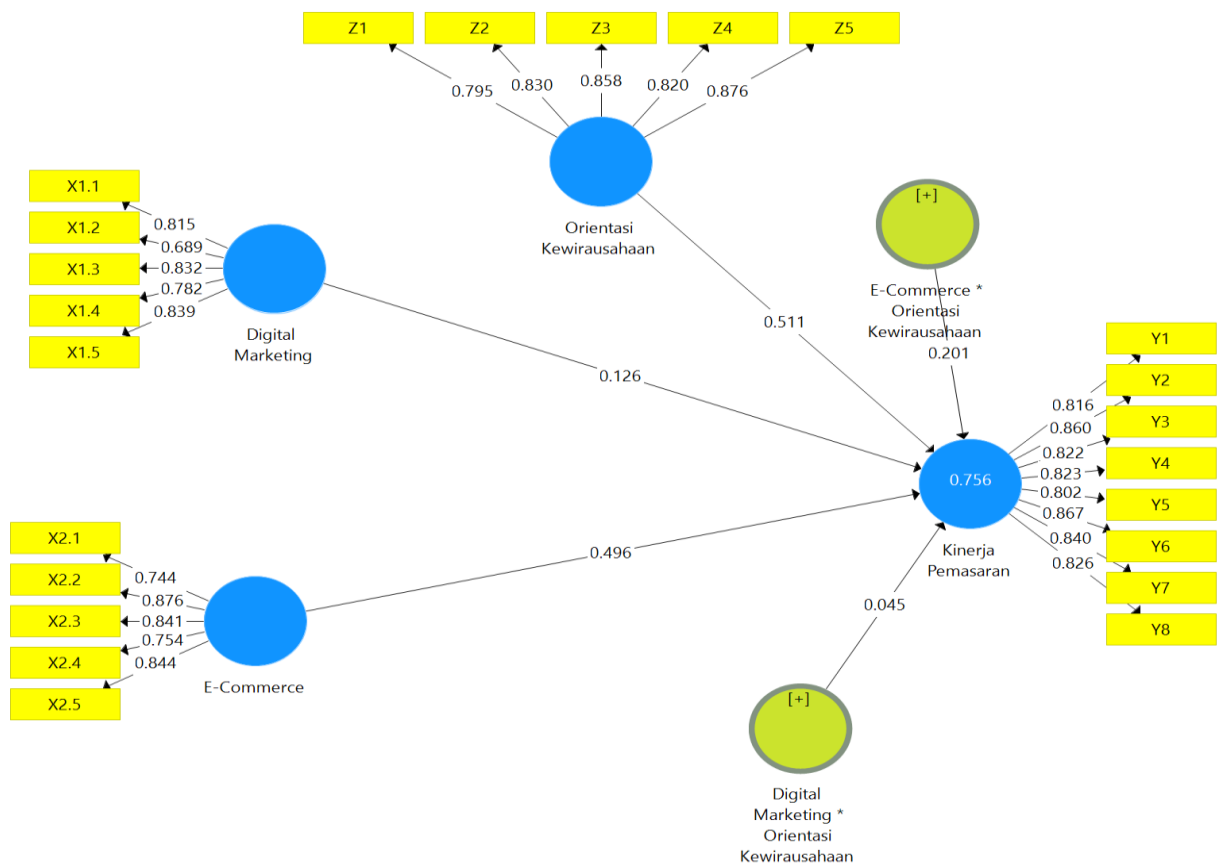 Z1 Z2 Z3 Z4 Z5
0.795 0.830 0.858 0.820 0.876
Orientasi
Kewirausahaan
X1.1
X1.2
X1.3
X1.4
X1.5
0.815
0.689
0.832
0.782
0.839
Digital
Marketing
[+]
E-Commerce *
Orientasi
Kewirausahaan
0.511
0.201
0.126
Y1
Y2
Y3
Y4
Y5
Y6
Y7
Y8
0.816
0.860
0.822
0.823
0.802
0.867
0.840
0.826
0.756
Kinerja
Pemasaran
X2.1
X2.2
X2.3
X2.4
X2.5
0.744
0.876
0.841
0.754
0.844
E-Commerce
0.496
0.045
[+]
Digital
Marketing *
Orientasi
Kewirausahaan